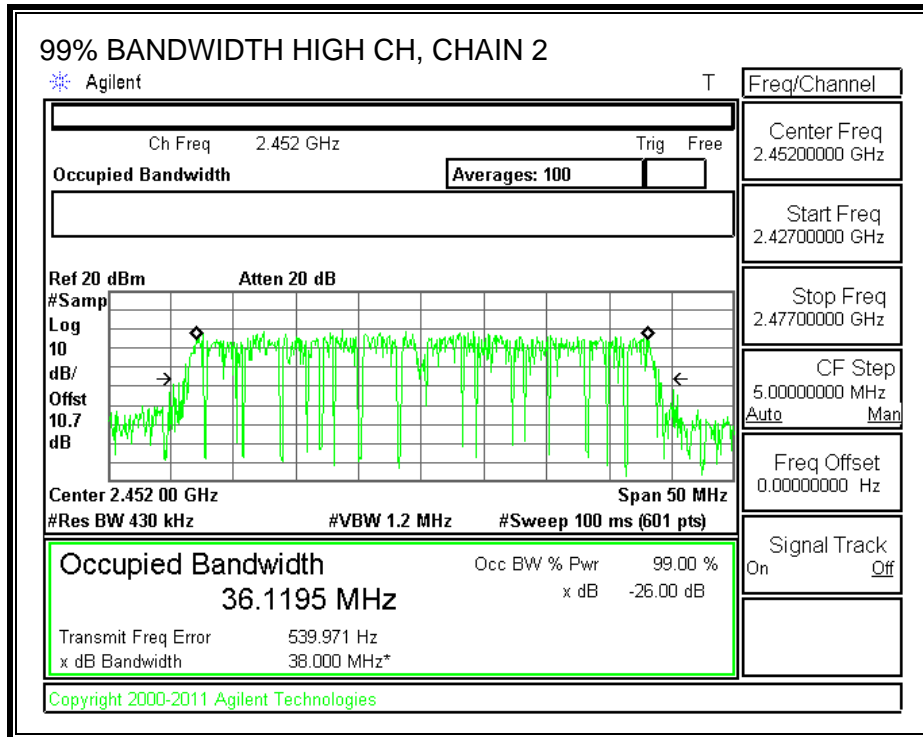 99% BANDWIDTH HIGH CH, CHAIN 2
Agilent T
Ch Freq 2.452 GHz Trig Free
Occupied Bandwidth Averages: 100
Ref 20 dBm Atten 20 dB
#Samp
Log
10
dB/
Offst
10.7
dB
Center 2.452 00 GHz Span 50 MHz
#Res BW 430 kHz #VBW 1.2 MHz #Sweep 100 ms (601 pts)
Occupied Bandwidth Occ BW % Pwr 99.00 %
36.1195 MHz x dB -26.00 dB
Transmit Freq Error 539.971 Hz
x dB Bandwidth 38.000 MHz*
Copyright 2000-2011 Agilent Technologies
Freq/Channel
Center Freq
2.45200000 GHz
Start Freq
2.42700000 GHz
Stop Freq
2.47700000 GHz
CF Step
5.00000000 MHz
Auto Man
Freq Offset
0.00000000 Hz
Signal Track
On Off